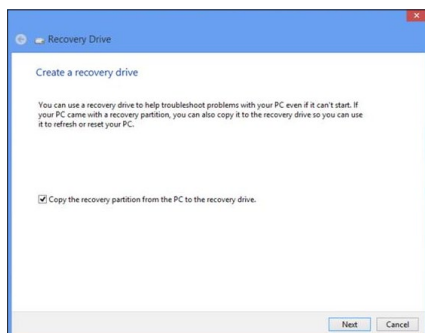 Recovery Drive
Create a recovery drive
You can use a recovery drive to help troubleshoot problems with your PC even if it can't start. If
your PC came with a recovery partition, you can also copy it to the recovery drive so you can use
it to refresh or reset your PC.
Copy the recovery partition from the PC to the recovery drive.
Next Cancel